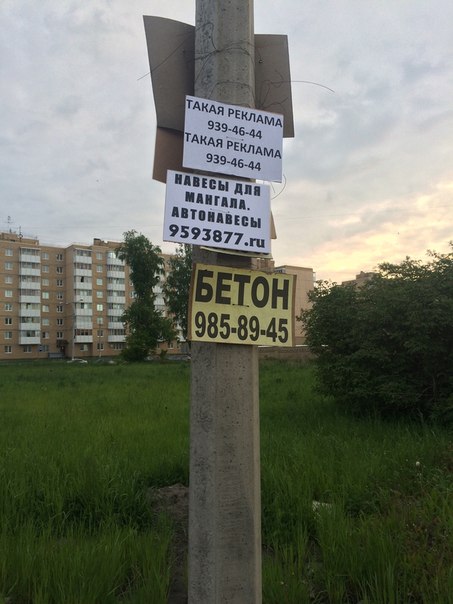 ТАКАЯ РЕКЛАМА
939-46-44
ТАКАЯ РЕКЛАМА
939-46-44
НАВЕСЫ ДЛЯ
МАНГАЛА.
АВТОНАВЕСЫ
9593877.ru
БЕТОН
985-89-45